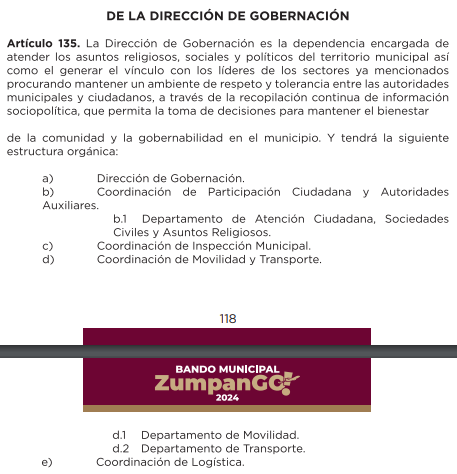 DE LA DIRECCIÓN DE GOBERNACIÓN
Artículo 135. La Dirección de Gobernación es la dependencia encargada de
atender los asuntos religiosos, sociales y políticos del territorio municipal así
como el generar el vínculo con los líderes de los sectores ya mencionados
procurando mantener un ambiente de respeto y tolerancia entre las autoridades
municipales y ciudadanos, a través de la recopilación continua de información
sociopolítica, que permita la toma de decisiones para mantener el bienestar
de la comunidad y la gobernabilidad en el municipio. Y tendrá la siguiente
estructura orgánica:
a) Dirección de Gobernación.
b) Coordinación de Participación Ciudadana y Autoridades
Auxiliares.
b.1 Departamento de Atención Ciudadana, Sociedades
Civiles y Asuntos Religiosos.
c) Coordinación de Inspección Municipal.
d) Coordinación de Movilidad y Transporte.
118
BANDO MUNICIPAL
ZumpanGO!
2024
d.1 Departamento de Movilidad.
d.2 Departamento de Transporte.
e) Coordinación de Logística.